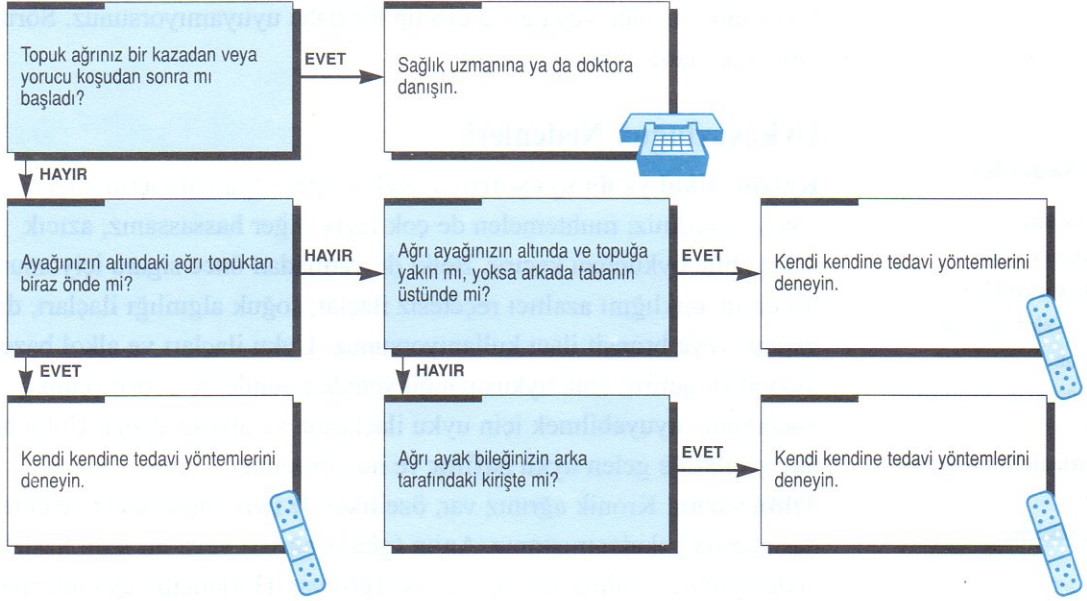 Topuk ağrınız bir kazadan veya
yorucu koşudan sonra mı
başladı?
EVET
Sağlık uzmanına ya da doktora
danışın.
HAYIR
Ayağınızın altındaki ağrı topuktan
biraz önde mi?
HAYIR
Ağrı ayağınızın altında ve topuğa
yakın mı, yoksa arkada tabanın
üstünde mi?
EVET
Kendi kendine tedavi yöntemlerini
deneyin.
EVET
HAYIR
Kendi kendine tedavi yöntemlerini
deneyin.
Ağrı ayak bileğinizin arka
tarafındaki kirişte mi?
EVET
Kendi kendine tedavi yöntemlerini
deneyin.